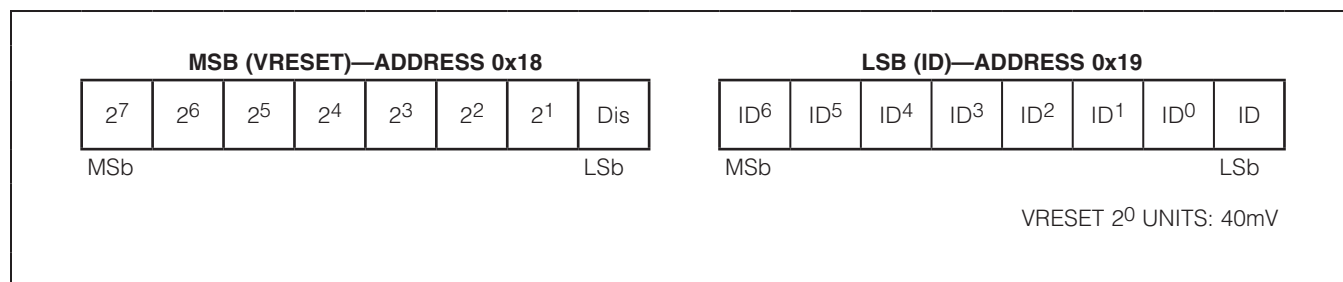 MSB (VRESET)—ADDRESS 0x18
2⁷ 2⁶ 2⁵ 2⁴ 2³ 2² 2¹ Dis
MSb LSb
LSB (ID)—ADDRESS 0x19
ID⁶ ID⁵ ID⁴ ID³ ID² ID¹ ID⁰ ID
MSb LSb
VRESET 2⁰ UNITS: 40mV